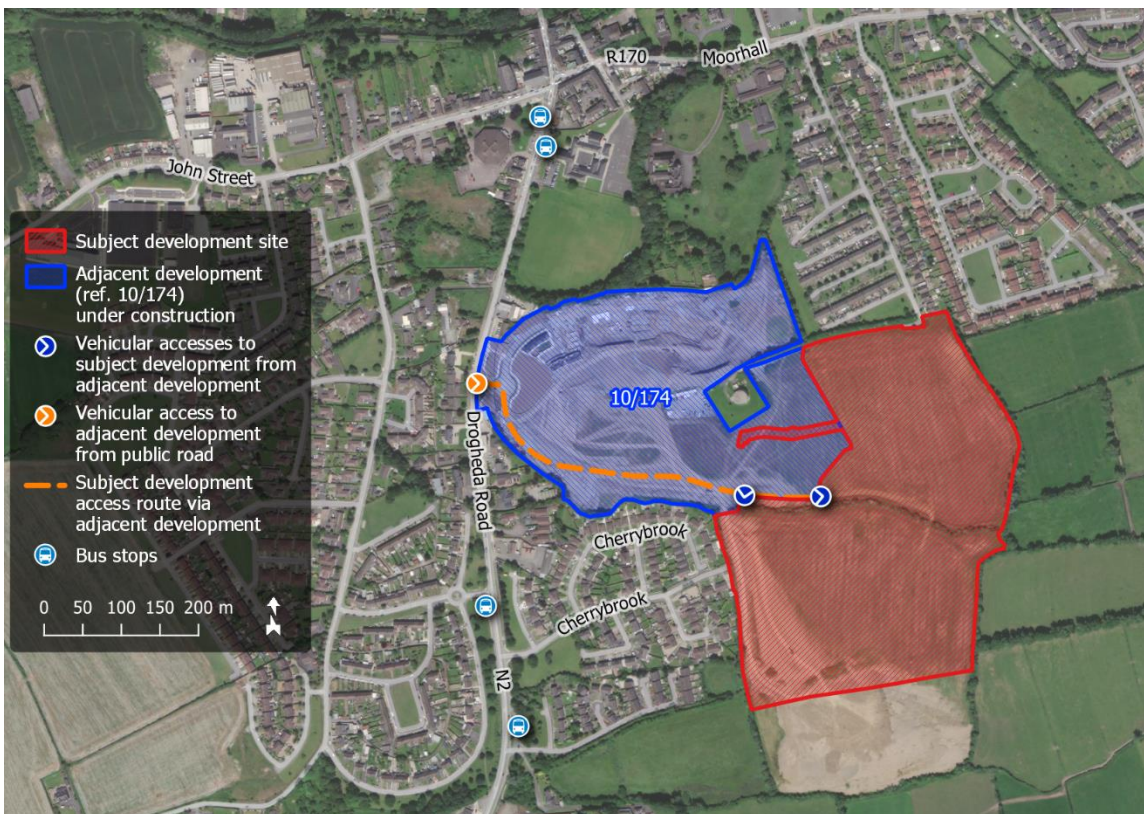 R170
Moorhall
John Street
Subject development site
Adjacent development
(ref. 10/174)
under construction
Vehicular accesses to
subject development from
adjacent development
Vehicular access to
adjacent development
from public road
Subject development
access route via
adjacent development
Bus stops
0 50 100 150 200 m
10/174
Drogheda Road
Cherrybrook
Cherrybrook
N2